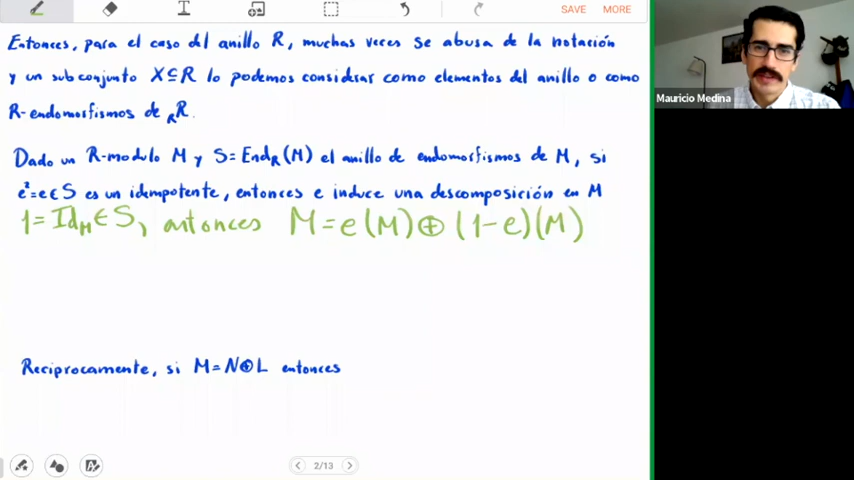 SAVE MORE
Entonces, para el caso del anillo R, muchas veces se abusa de la notación
y un subconjunto X⊆R lo podemos considerar como elementos del anillo o como
R-endomorfismos de ᵣR.
Dado un R-modulo M y S=End_R(M) el anillo de endomorfismos de M, si
e²=e∈S es un idempotente, entonces e induce una descomposición en M
1=Id_M∈S, entonces M=e(M)⊕(1-e)(M)
Reciprocamente, si M=N⊕L entonces
2/13
Mauricio Medina